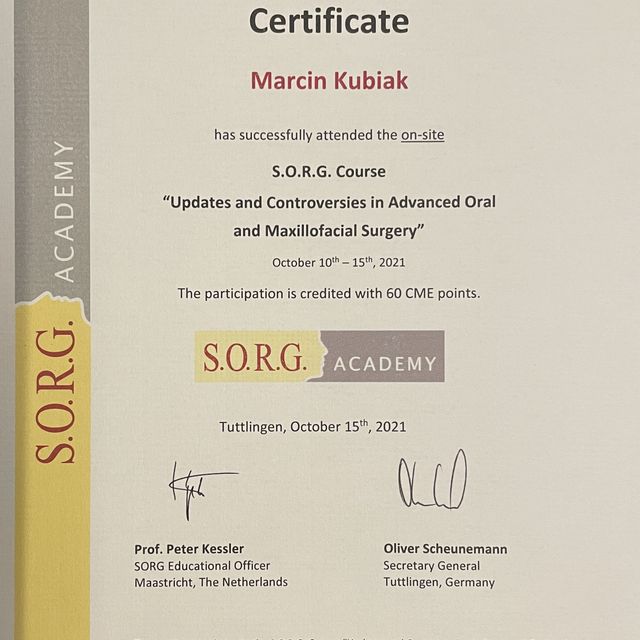 Certificate
Marcin Kubiak
has successfully attended the on-site
S.O.R.G. Course
“Updates and Controversies in Advanced Oral
and Maxillofacial Surgery”
October 10th – 15th, 2021
The participation is credited with 60 CME points.
S.O.R.G. ACADEMY
Tuttlingen, October 15th, 2021
Prof. Peter Kessler
SORG Educational Officer
Maastricht, The Netherlands
Oliver Scheunemann
Secretary General
Tuttlingen, Germany
S.O.R.G. ACADEMY